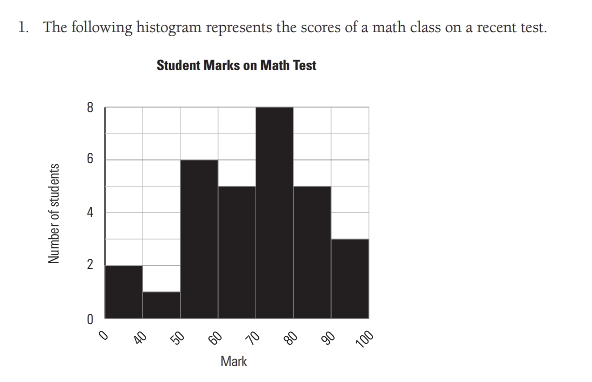 1. The following histogram represents the scores of a math class on a recent test.
Student Marks on Math Test
8
6
4
2
0
Number of students
0 40 50 60 70 80 90 100
Mark